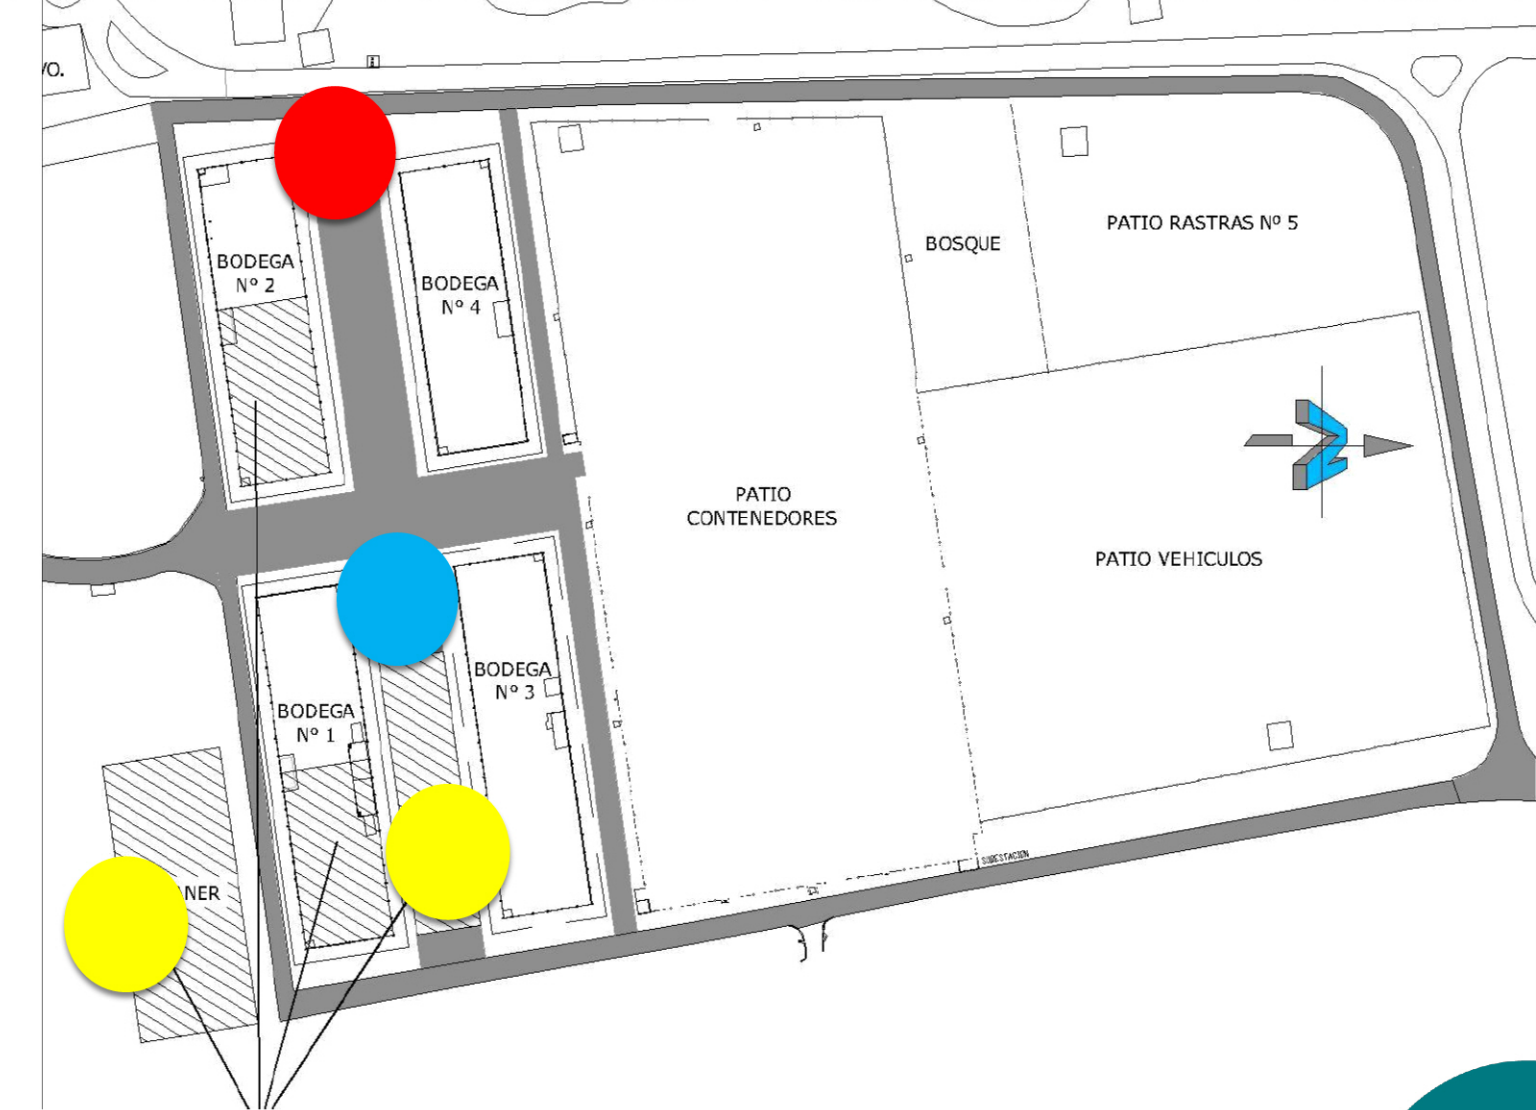 VO.
PATIO RASTRAS Nº 5
BOSQUE
BODEGA
Nº 2
BODEGA
Nº 4
PATIO
CONTENEDORES
PATIO VEHICULOS
N
BODEGA
Nº 3
BODEGA
Nº 1
SUBESTACION
NER